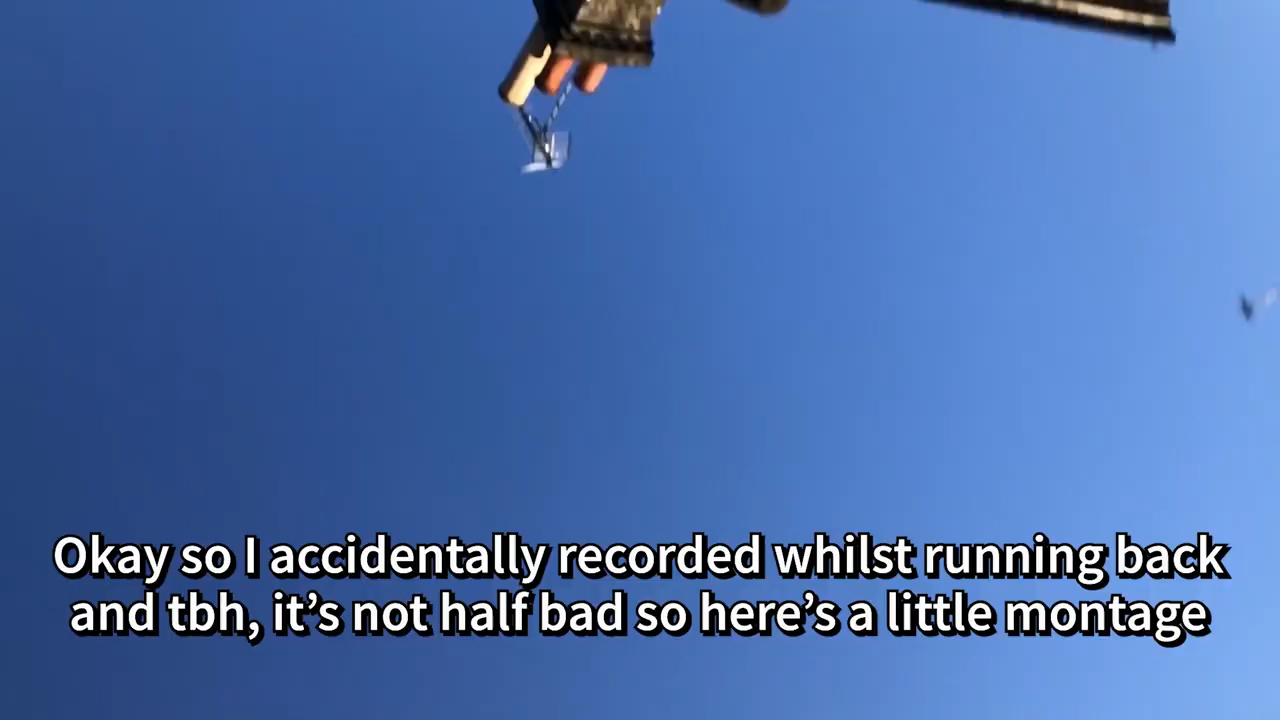 Okay so I accidentally recorded whilst running back
and tbh, it’s not half bad so here’s a little montage